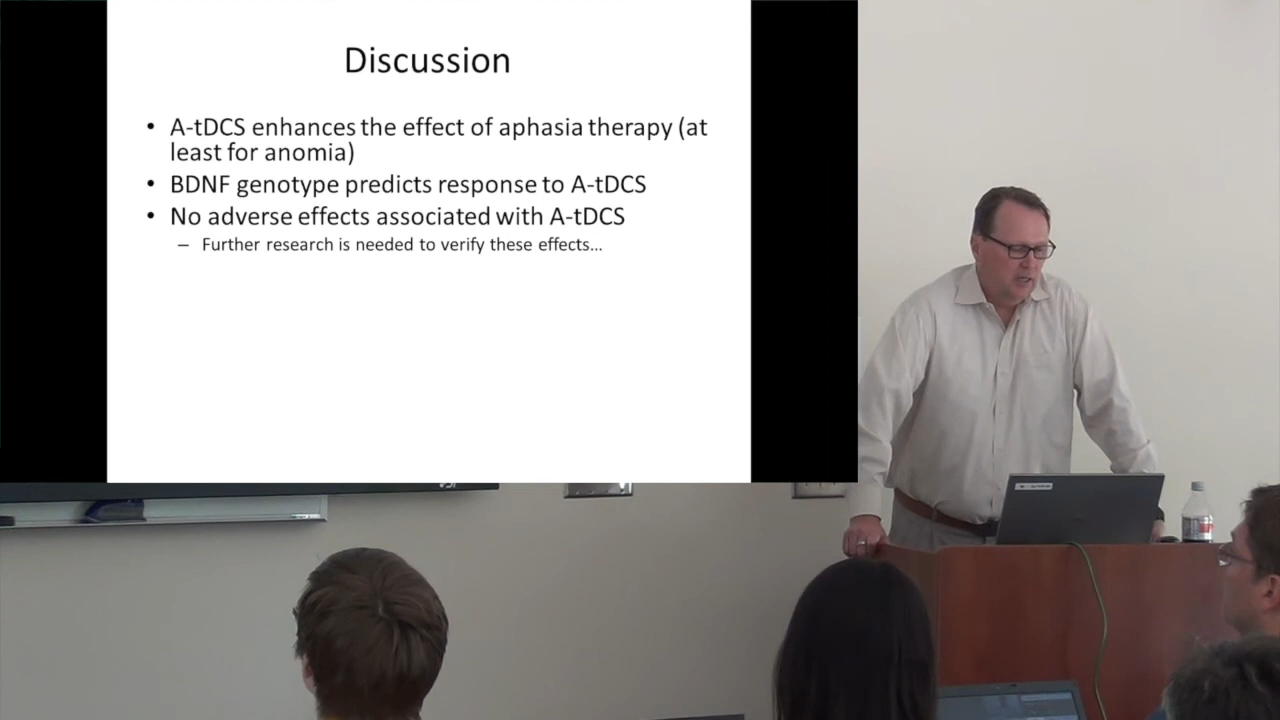 Discussion
• A-tDCS enhances the effect of aphasia therapy (at
least for anomia)
• BDNF genotype predicts response to A-tDCS
• No adverse effects associated with A-tDCS
– Further research is needed to verify these effects…